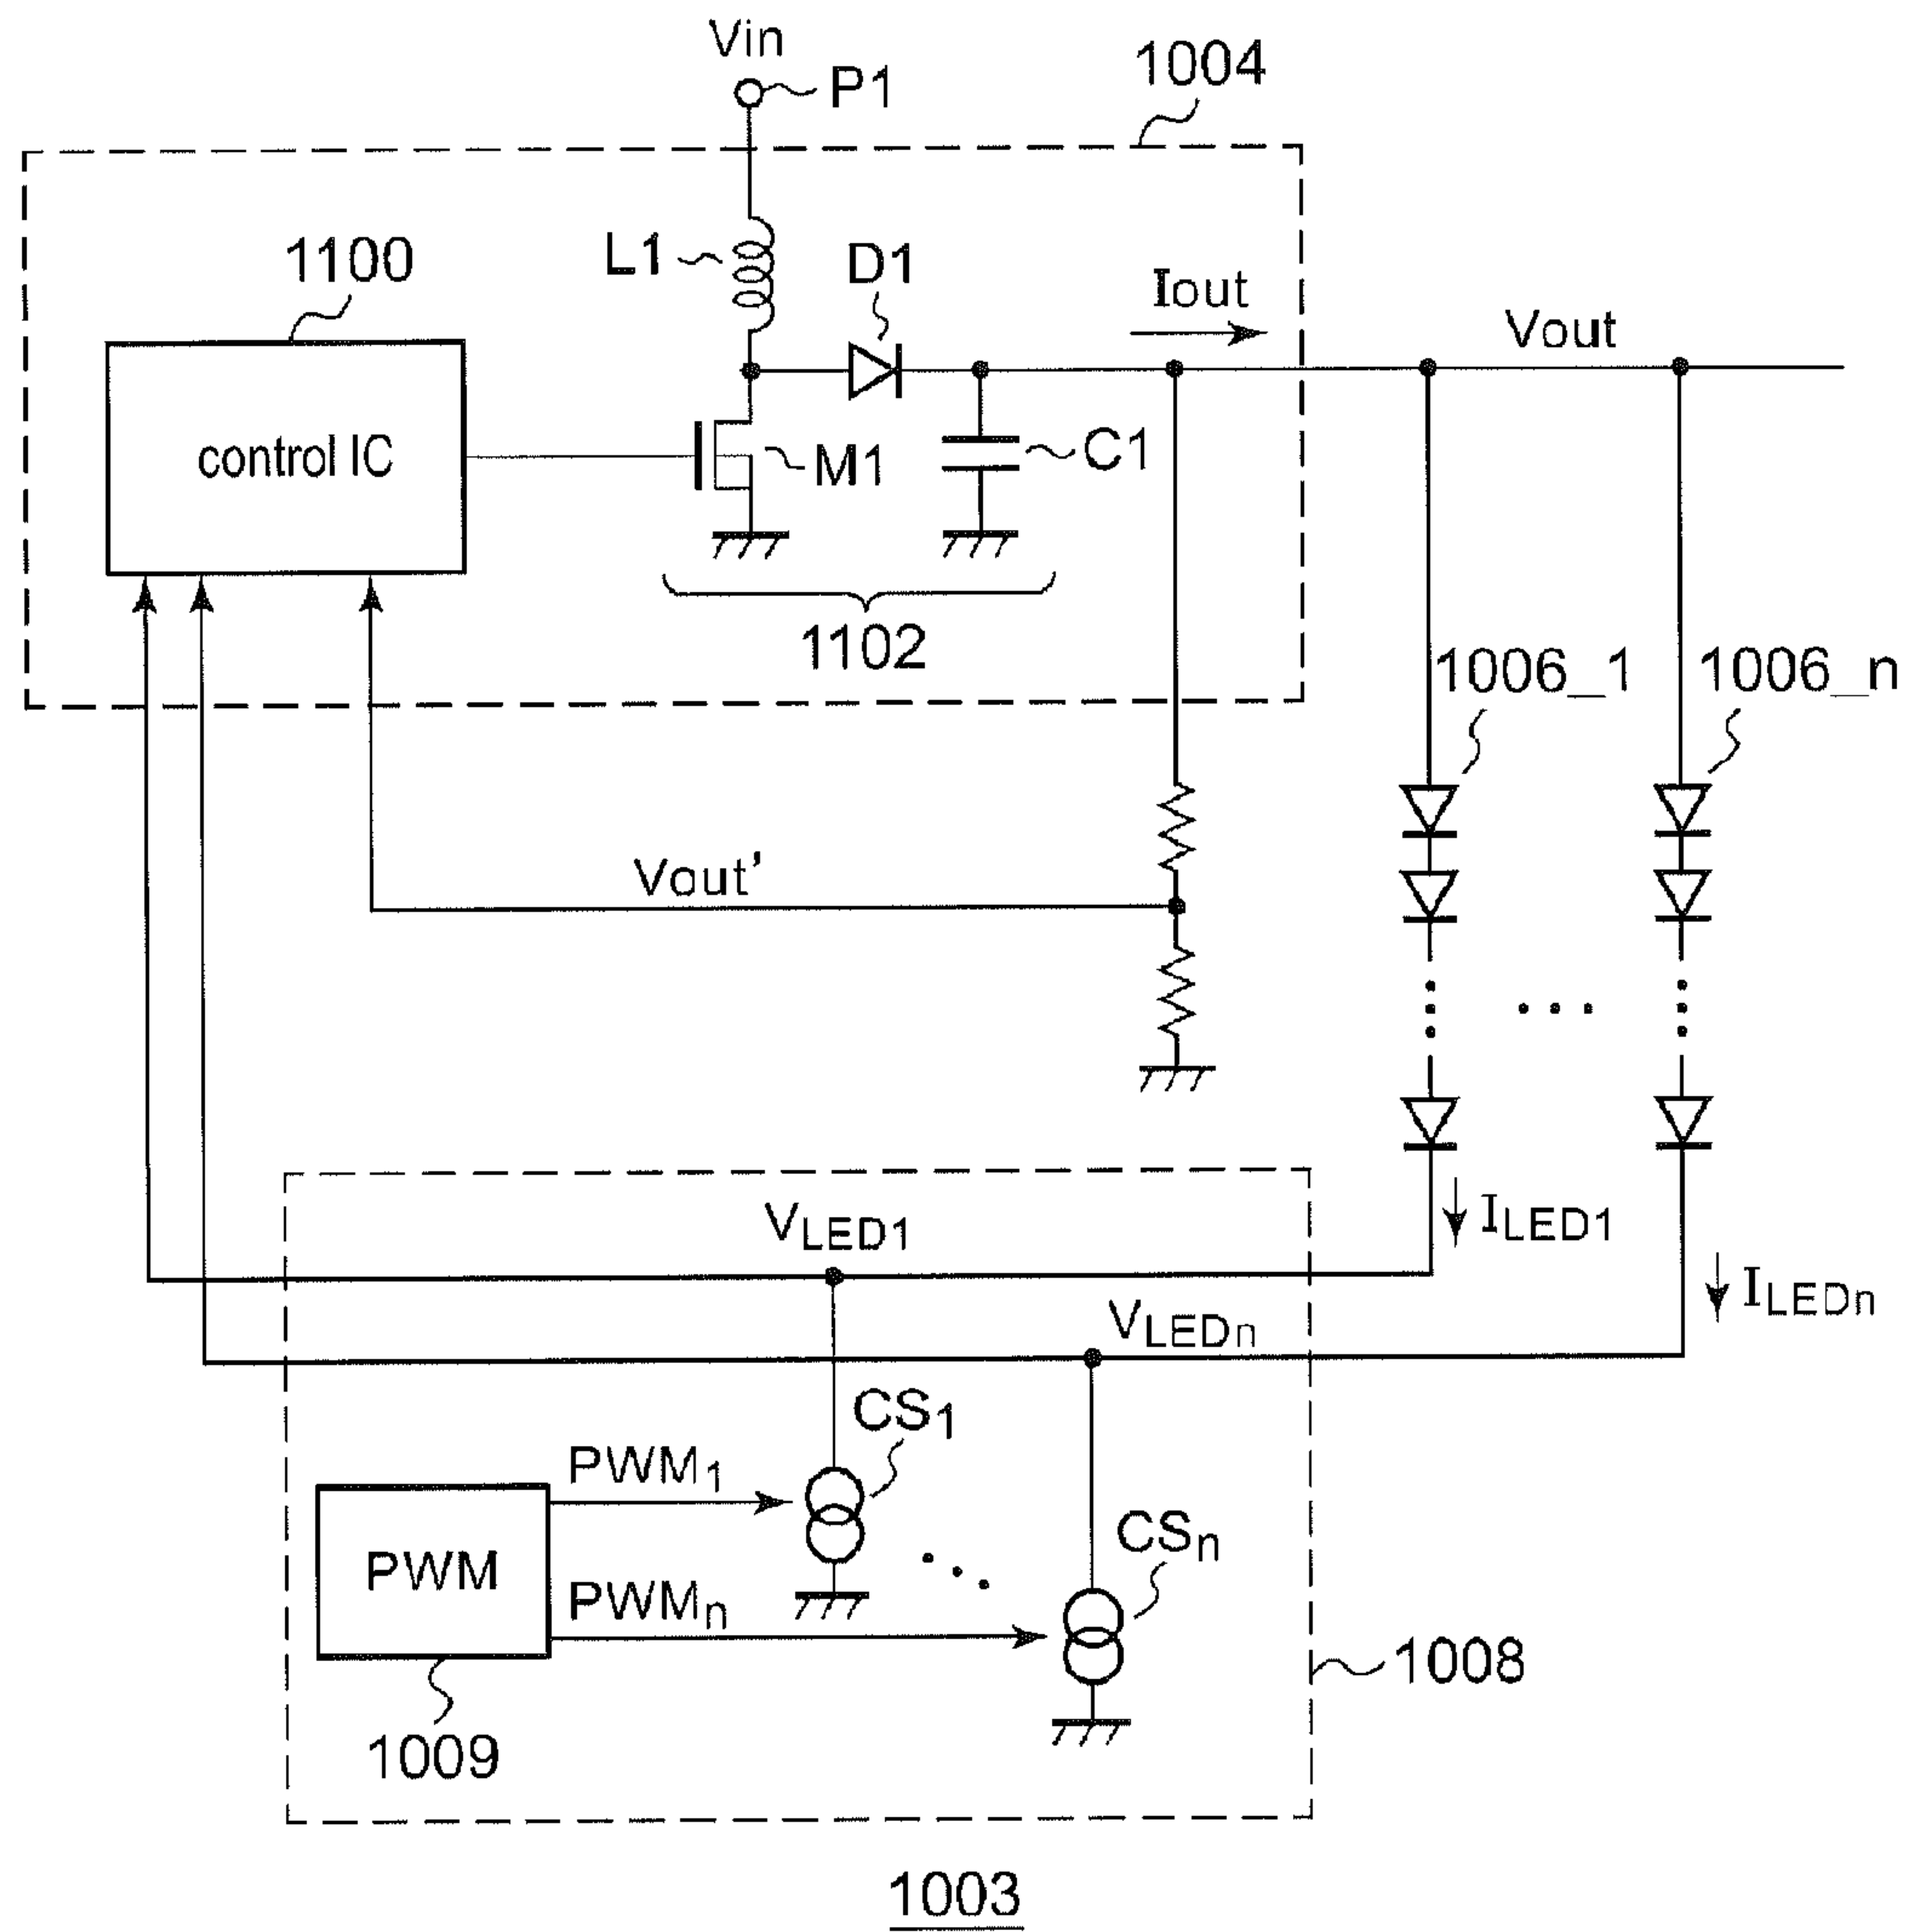 Vin
P1
1004
1100
L1
D1
Iout
Vout
control IC
M1
C1
1102
1006_1
1006_n
Vout'
VLED1
ILED1
VLEDn
ILEDn
CS1
PWM1
CSn
PWM
PWMn
1008
1009
1003